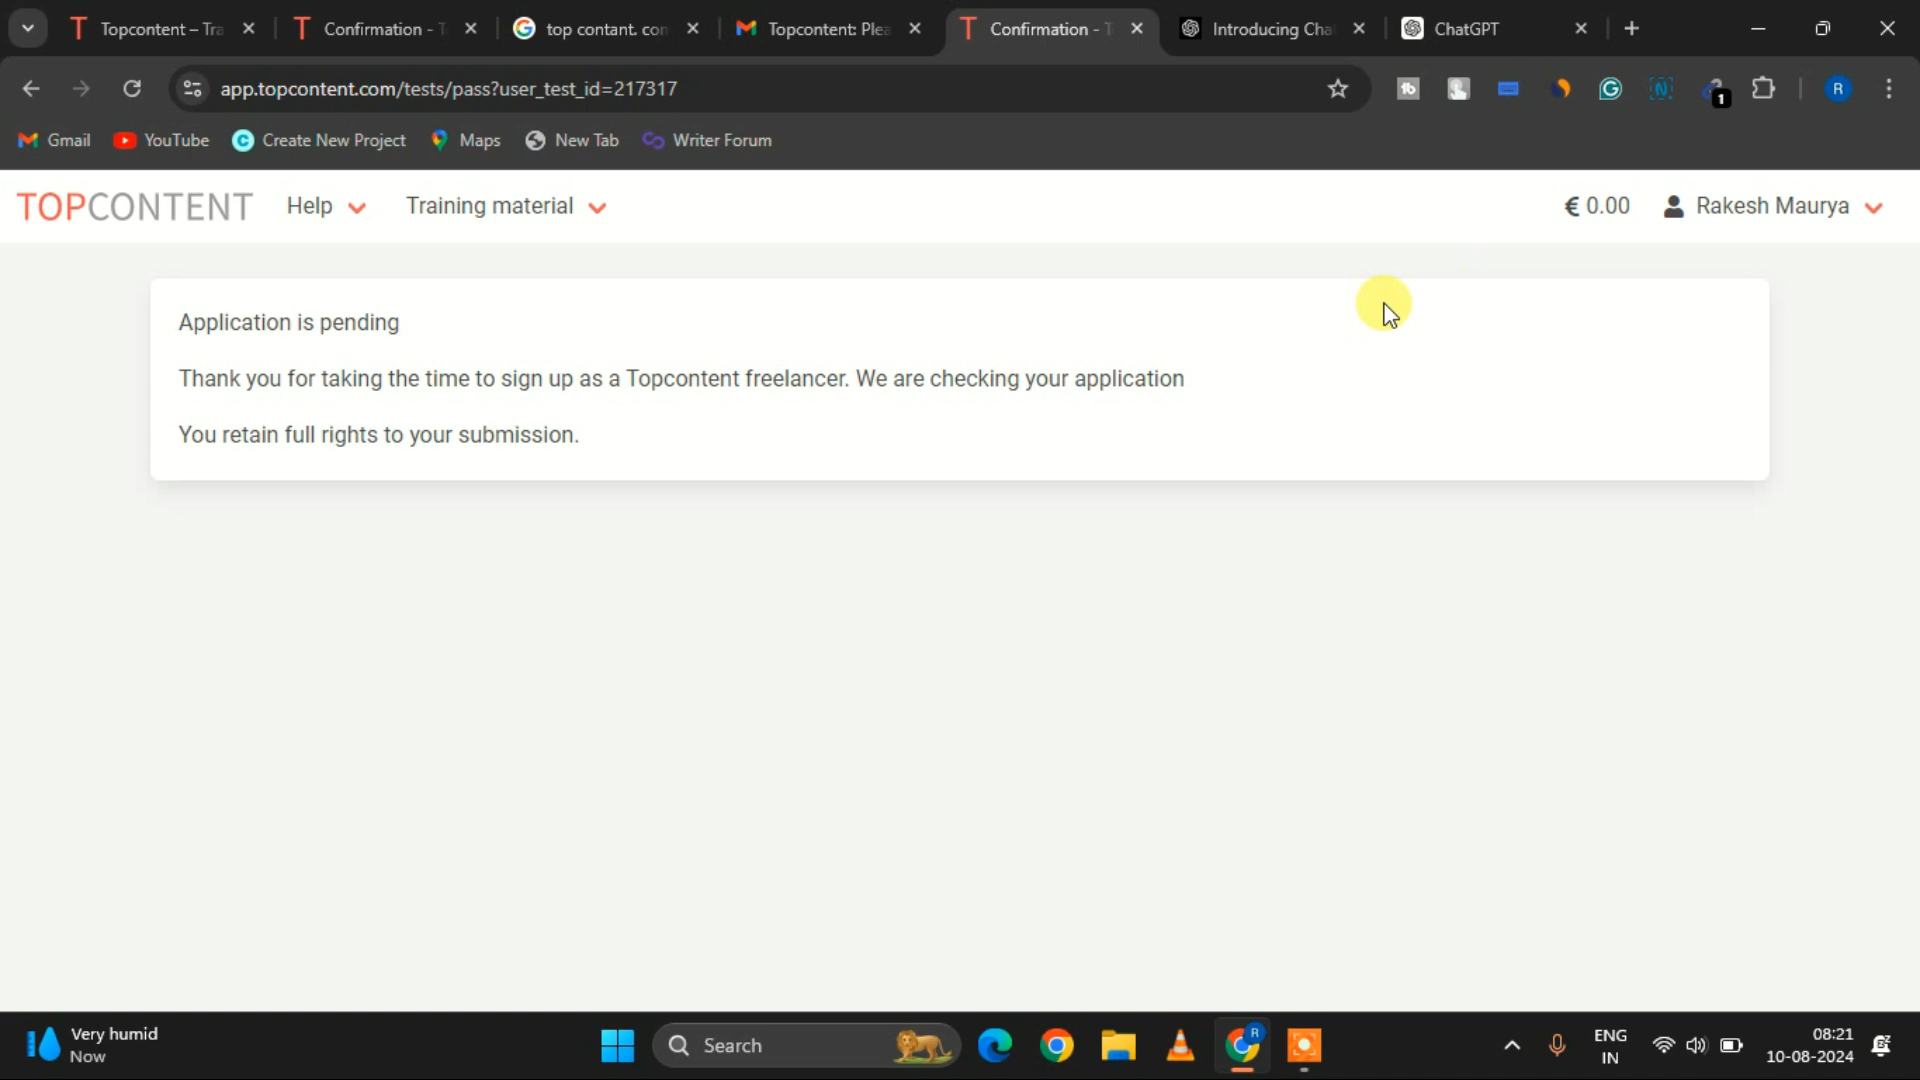 Topcontent – Tra
Confirmation - T
top contant. con
Topcontent: Plea
Confirmation - T
Introducing Chat
ChatGPT
app.topcontent.com/tests/pass?user_test_id=217317
1
R
Gmail
YouTube
Create New Project
Maps
New Tab
Writer Forum
TOPCONTENT
Help
Training material
€ 0.00
Rakesh Maurya
Application is pending
Thank you for taking the time to sign up as a Topcontent freelancer. We are checking your application
You retain full rights to your submission.
Very humid
Now
Search
R
ENG
IN
08:21
10-08-2024